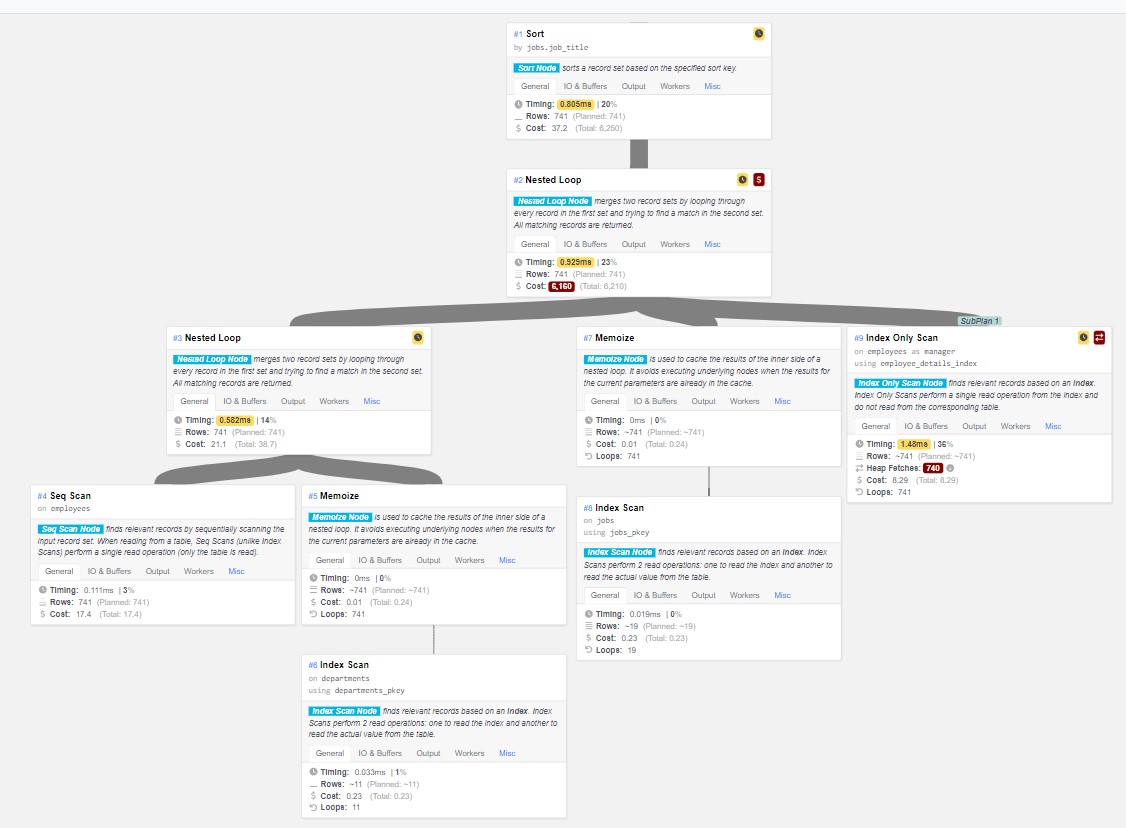 #1 Sort
by jobs.job_title
Sort Node sorts a record set based on the specified sort key.
General IO & Buffers Output Workers Misc
Timing: 0.805ms | 20%
Rows: 741 (Planned: 741)
$ Cost: 37.2 (Total: 6,250)
#2 Nested Loop $
Nested Loop Node merges two record sets by looping through
every record in the first set and trying to find a match in the second set.
All matching records are returned.
General IO & Buffers Output Workers Misc
Timing: 0.929ms | 23%
Rows: 741 (Planned: 741)
$ Cost: 6,160 (Total: 6,210)
#3 Nested Loop
Nested Loop Node merges two record sets by looping through
every record in the first set and trying to find a match in the second set.
All matching records are returned.
General IO & Buffers Output Workers Misc
Timing: 0.582ms | 14%
Rows: 741 (Planned: 741)
$ Cost: 21.1 (Total: 38.7)
#7 Memoize
Memoize Node is used to cache the results of the inner side of a
nested loop. It avoids executing underlying nodes when the results for
the current parameters are already in the cache.
General IO & Buffers Output Workers Misc
Timing: 0ms | 0%
Rows: ~741 (Planned: ~741)
$ Cost: 0.01 (Total: 0.24)
Loops: 741
SubPlan 1
#9 Index Only Scan
on employees as manager
using employee_details_index
Index Only Scan Node finds relevant records based on an Index.
Index Only Scans perform a single read operation from the index and
do not read from the corresponding table.
General IO & Buffers Output Workers Misc
Timing: 1.48ms | 36%
Rows: ~741 (Planned: ~741)
Heap Fetches: 740
$ Cost: 8.29 (Total: 8.29)
Loops: 741
#4 Seq Scan
on employees
Seq Scan Node finds relevant records by sequentially scanning the
input record set. When reading from a table, Seq Scans (unlike Index
Scans) perform a single read operation (only the table is read).
General IO & Buffers Output Workers Misc
Timing: 0.111ms | 3%
Rows: 741 (Planned: 741)
$ Cost: 17.4 (Total: 17.4)
#5 Memoize
Memoize Node is used to cache the results of the inner side of a
nested loop. It avoids executing underlying nodes when the results for
the current parameters are already in the cache.
General IO & Buffers Output Workers Misc
Timing: 0ms | 0%
Rows: ~741 (Planned: ~741)
$ Cost: 0.01 (Total: 0.24)
Loops: 741
#8 Index Scan
on jobs
using jobs_pkey
Index Scan Node finds relevant records based on an Index. Index
Scans perform 2 read operations: one to read the index and another to
read the actual value from the table.
General IO & Buffers Output Workers Misc
Timing: 0.019ms | 0%
Rows: ~19 (Planned: ~19)
$ Cost: 0.23 (Total: 0.23)
Loops: 19
#6 Index Scan
on departments
using departments_pkey
Index Scan Node finds relevant records based on an Index. Index
Scans perform 2 read operations: one to read the index and another to
read the actual value from the table.
General IO & Buffers Output Workers Misc
Timing: 0.033ms | 1%
Rows: ~11 (Planned: ~11)
$ Cost: 0.23 (Total: 0.23)
Loops: 11